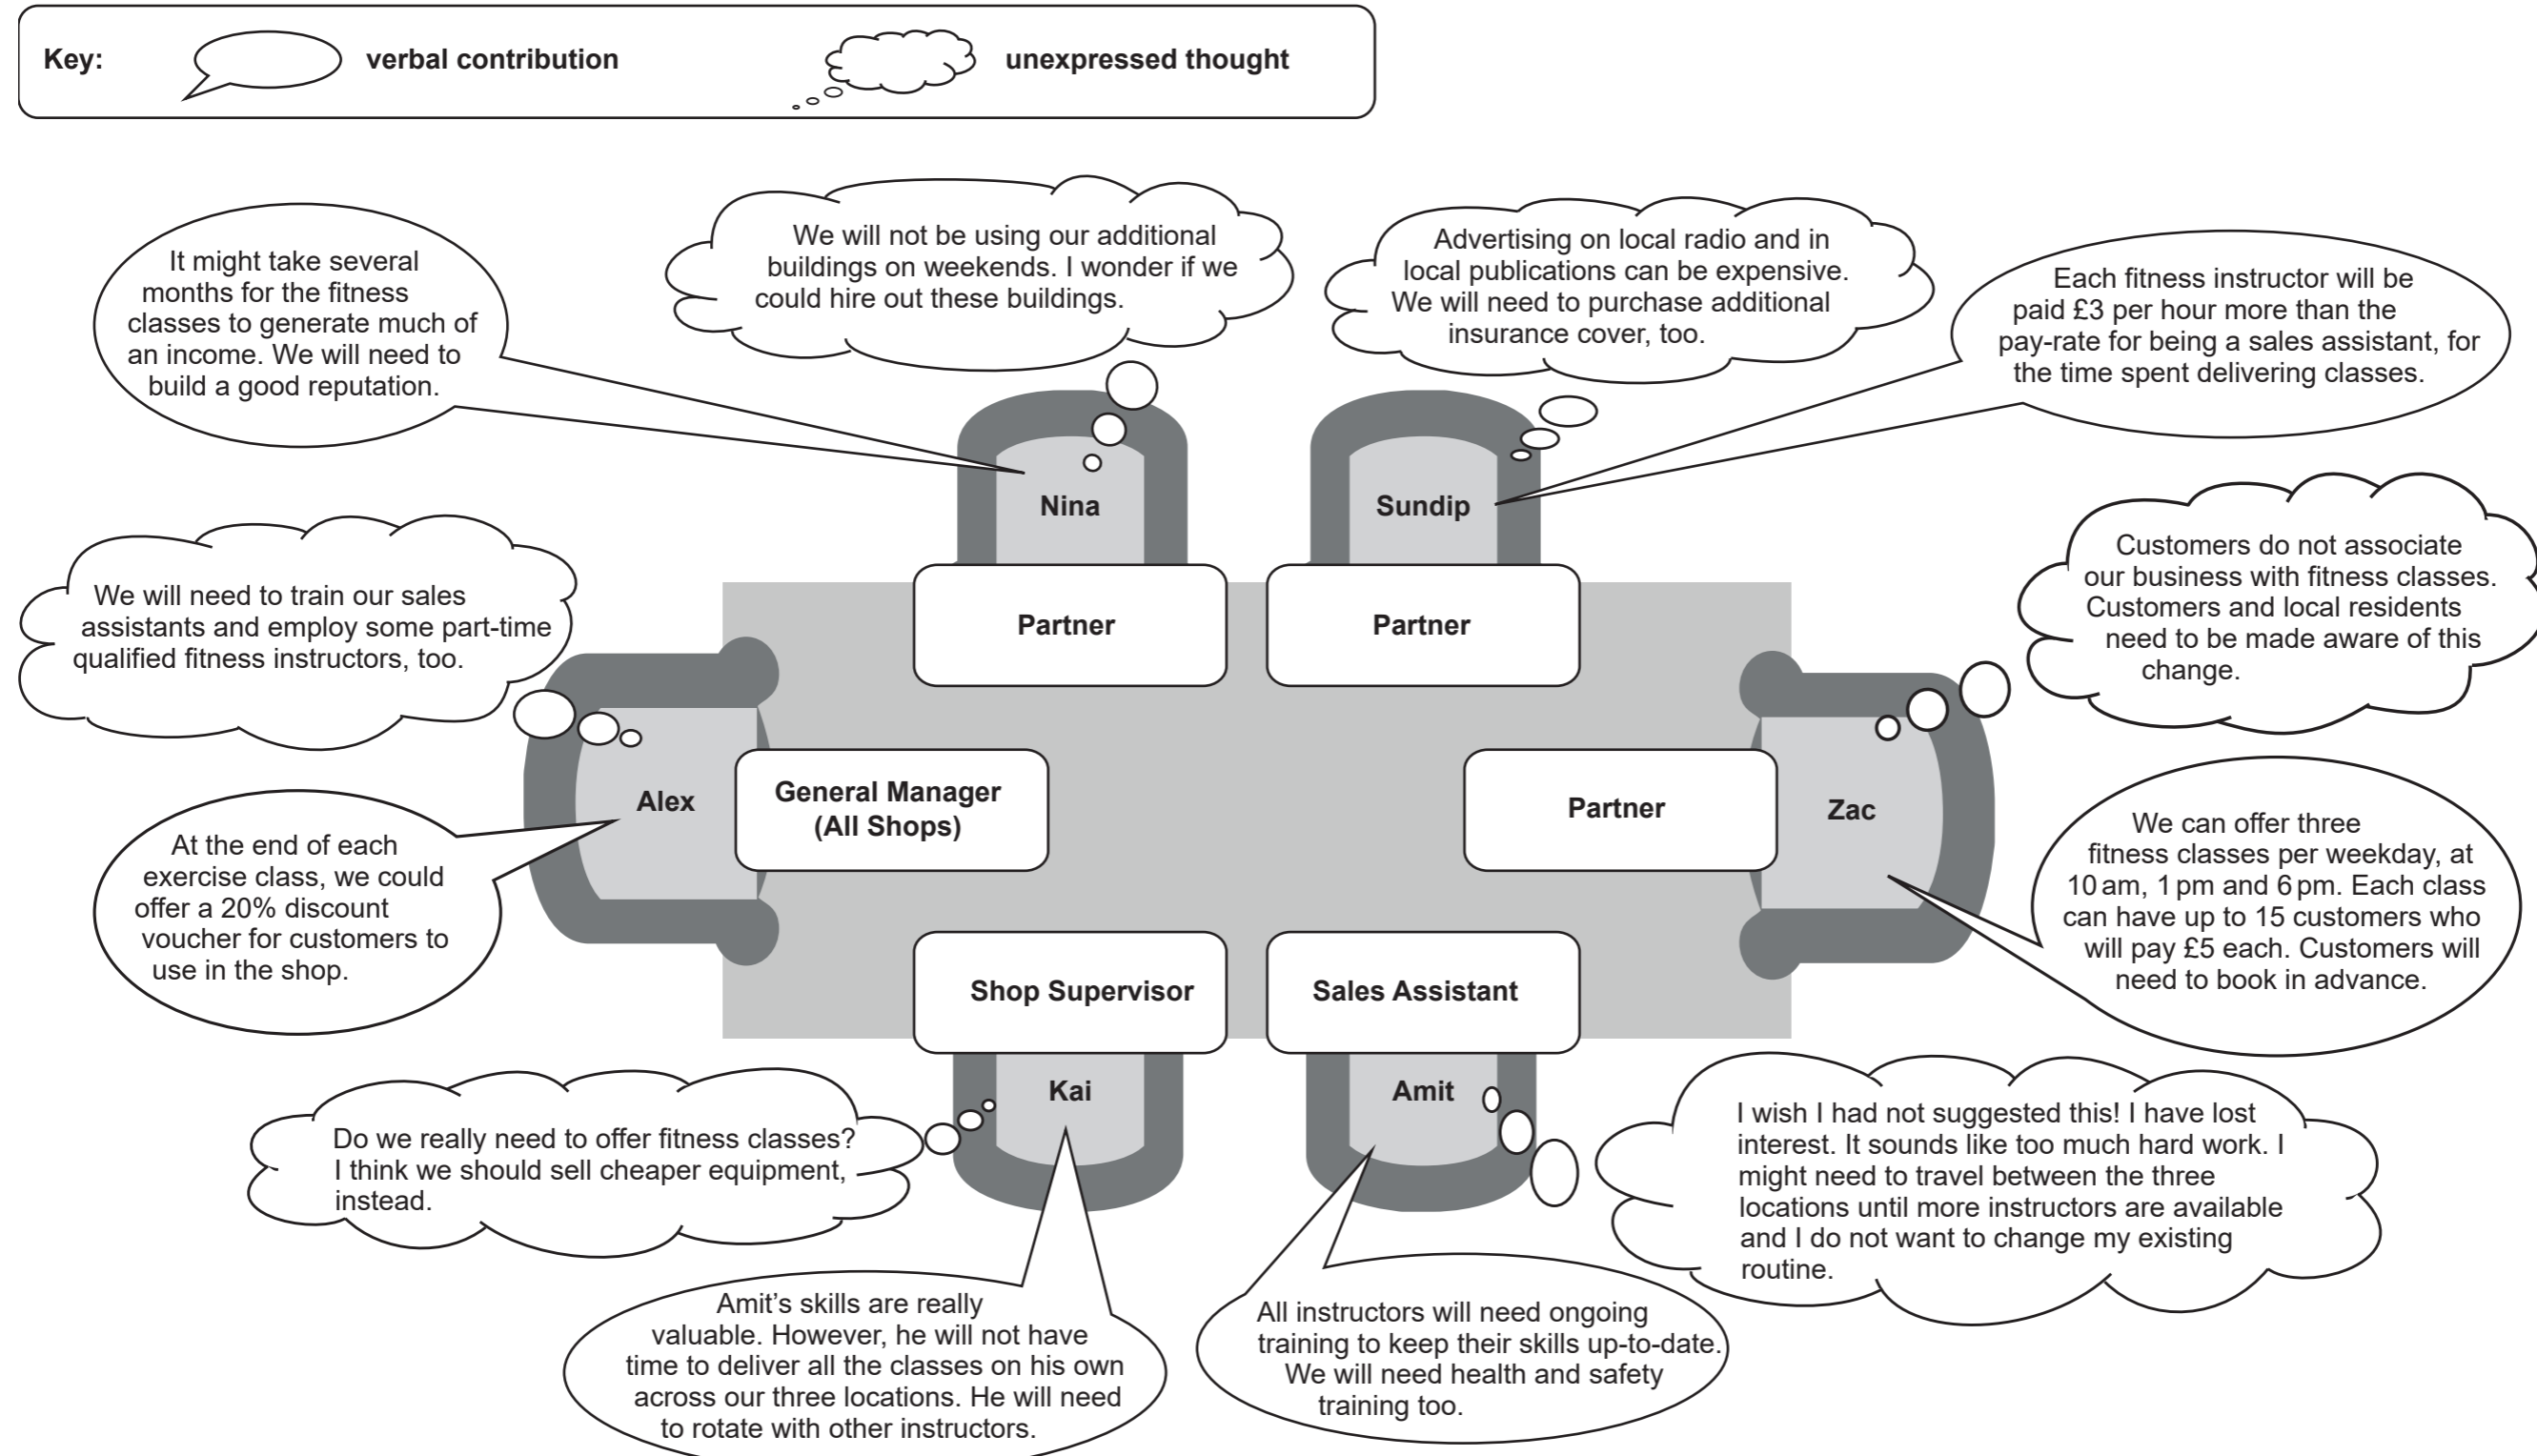 Key:
verbal contribution
unexpressed thought
It might take several
months for the fitness
classes to generate much of
an income. We will need to
build a good reputation.
We will not be using our additional
buildings on weekends. I wonder if we
could hire out these buildings.
Advertising on local radio and in
local publications can be expensive.
We will need to purchase additional
insurance cover, too.
Each fitness instructor will be
paid £3 per hour more than the
pay-rate for being a sales assistant, for
the time spent delivering classes.
Nina
Sundip
Partner
Partner
We will need to train our sales
assistants and employ some part-time
qualified fitness instructors, too.
Customers do not associate
our business with fitness classes.
Customers and local residents
need to be made aware of this
change.
Alex
General Manager
(All Shops)
Partner
Zac
At the end of each
exercise class, we could
offer a 20% discount
voucher for customers to
use in the shop.
We can offer three
fitness classes per weekday, at
10 am, 1 pm and 6 pm. Each class
can have up to 15 customers who
will pay £5 each. Customers will
need to book in advance.
Shop Supervisor
Sales Assistant
Kai
Amit
Do we really need to offer fitness classes?
I think we should sell cheaper equipment,
instead.
I wish I had not suggested this! I have lost
interest. It sounds like too much hard work. I
might need to travel between the three
locations until more instructors are available
and I do not want to change my existing
routine.
Amit’s skills are really
valuable. However, he will not have
time to deliver all the classes on his own
across our three locations. He will need
to rotate with other instructors.
All instructors will need ongoing
training to keep their skills up-to-date.
We will need health and safety
training too.